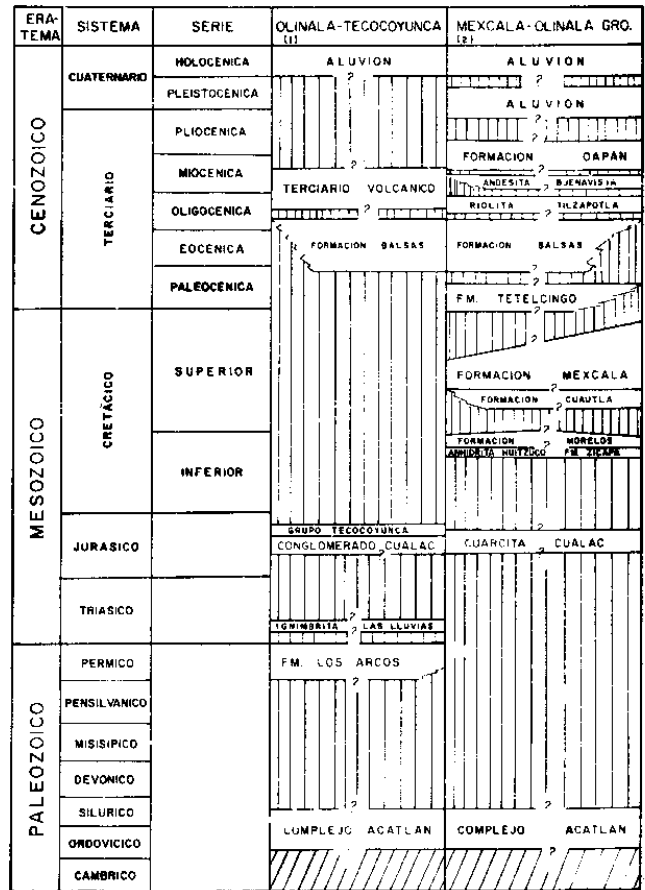 ERA-
TEMA
SISTEMA
SERIE
OLINALA-TECOCOYUNCA
(1)
MEXCALA-OLINALA GRO.
(2)
CENOZOICO
CUATERNARIO
HOLOCENICA
ALUVION
ALUVION
?
?
PLEISTOCENICA
ALUVION
TERCIARIO
PLIOCENICA
?
?
FORMACION OAPAN
MIOCENICA
?
?
TERCIARIO VOLCANICO
ANDESITA BUENAVISTA
?
OLIGOCENICA
RIOLITA TILZAPOTLA
?
?
EOCENICA
FORMACION BALSAS
FORMACION BALSAS
?
PALEOCENICA
FM. TETELCINGO
?
MESOZOICO
CRETÁCICO
SUPERIOR
?
FORMACION MEXCALA
?
FORMACION CUAUTLA
?
?
INFERIOR
FORMACION MORELOS
ANHIDRITA HUITZUCO FM. ZICAPA
JURASICO
GRUPO TECOCOYUNCA
?
CONGLOMERADO CUALAC
CUARCITA CUALAC
?
?
TRIASICO
?
IGNIMBRITA LAS LLUVIAS
?
PALEOZOICO
PERMICO
FM. LOS ARCOS
?
PENSILVANICO
MISISIPICO
DEVONICO
SILURICO
?
?
COMPLEJO ACATLAN
COMPLEJO ACATLAN
ORDOVICICO
?
?
CAMBRICO